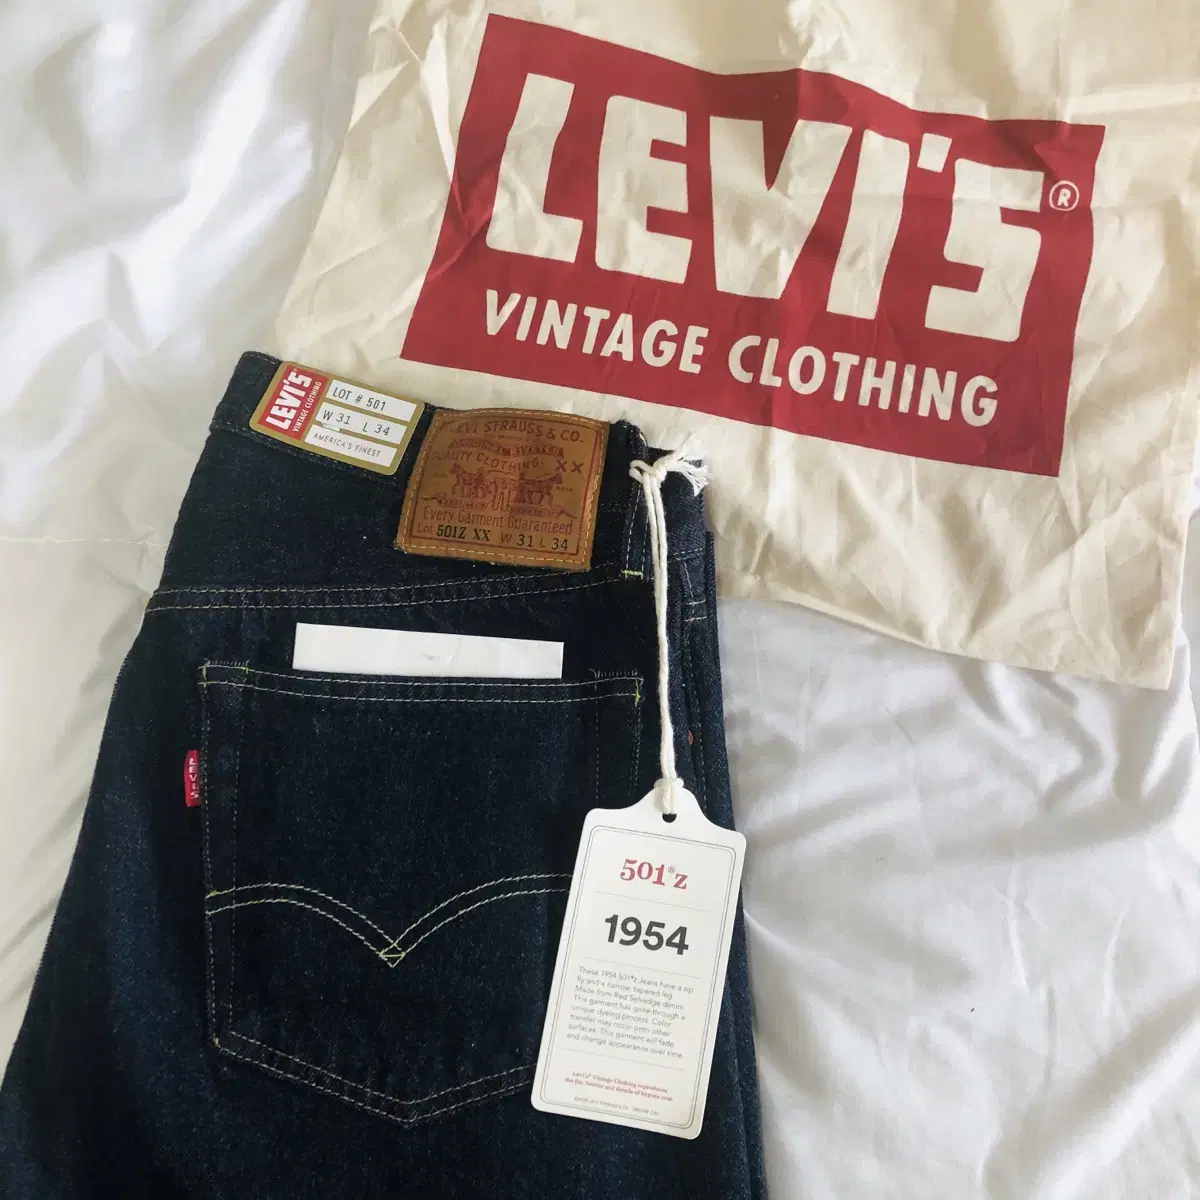 LEVI'S®
VINTAGE CLOTHING
LEVI'S
VINTAGE CLOTHING
LOT # 501
W 31 L 34
AMERICA'S FINEST
LEVI STRAUSS & CO.
ORIGINAL RIVETED
QUALITY CLOTHING
XX
Every Garment Guaranteed
Lot 501Z XX W 31 L 34
LEVI'S
501®z
1954
These 1954 501®z Jeans have a zip
fly and a narrow, tapered leg.
Made from Red Selvedge denim.
This garment has gone through a
unique dyeing process. Color
transfer may occur onto other
surfaces. This garment will fade
and change appearance over time.
Levi's® Vintage Clothing reproduces
the fits, fabrics and details of bygone eras.